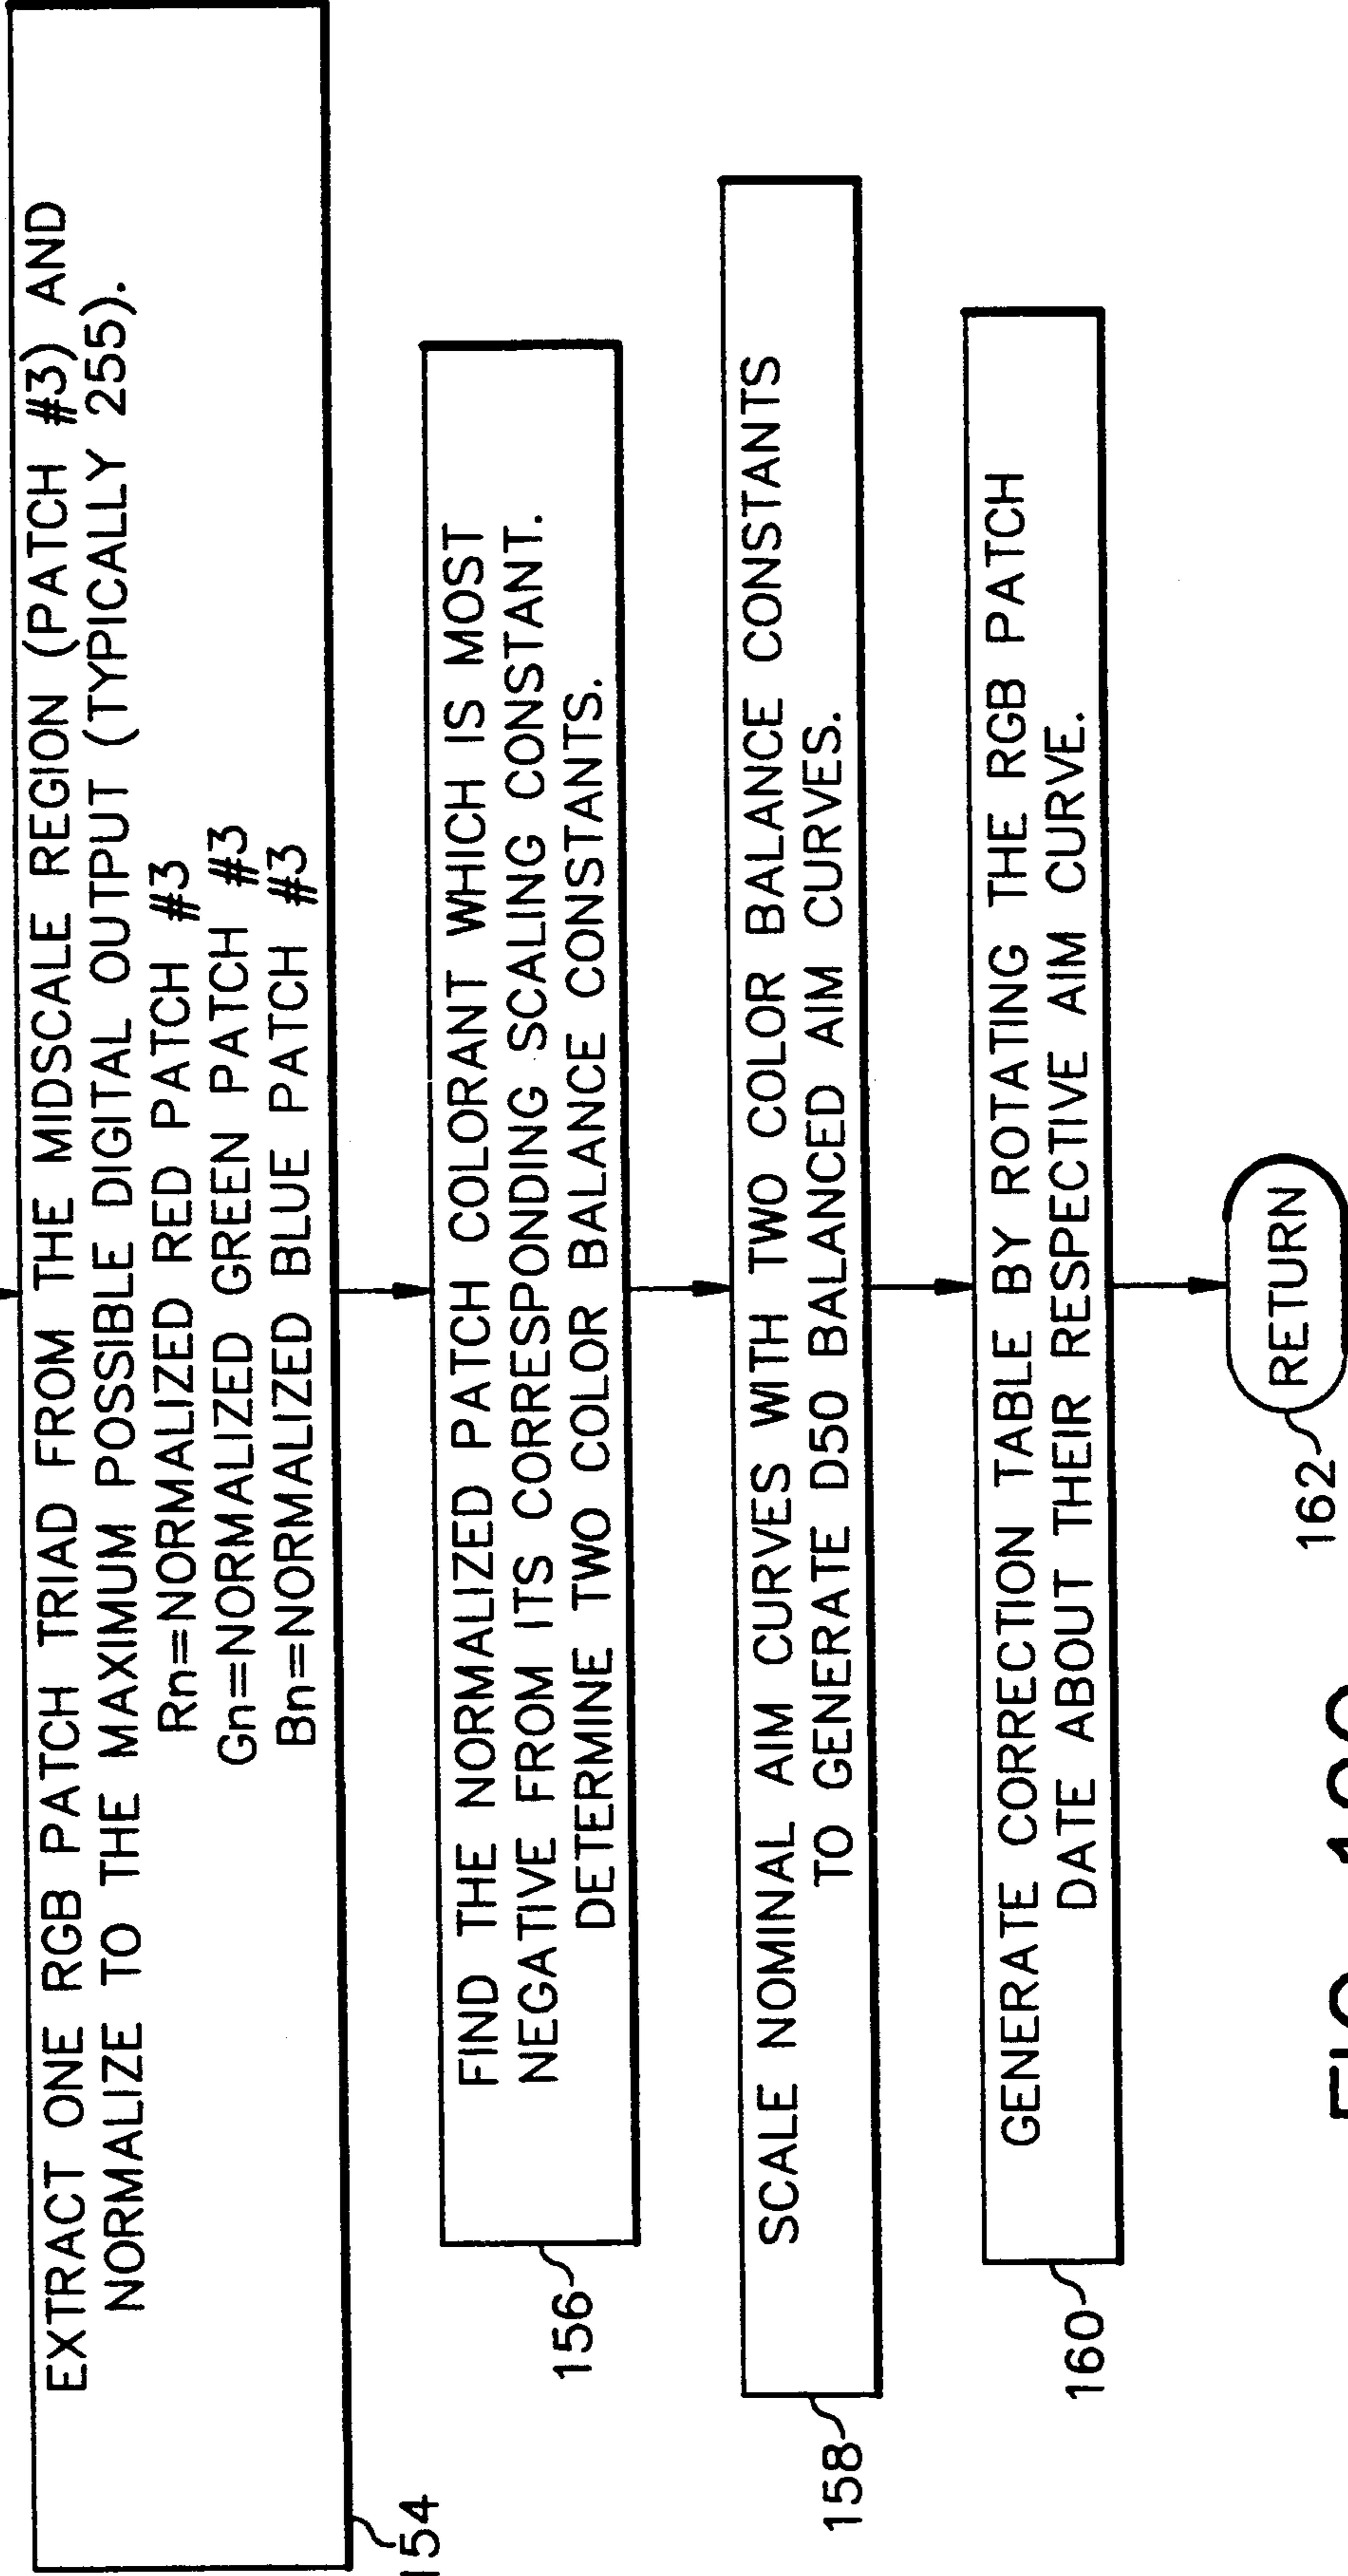 EXTRACT ONE RGB PATCH TRIAD FROM THE MIDSCALE REGION (PATCH #3) AND
NORMALIZE TO THE MAXIMUM POSSIBLE DIGITAL OUTPUT (TYPICALLY 255).
Rn=NORMALIZED RED PATCH #3
Gn=NORMALIZED GREEN PATCH #3
Bn=NORMALIZED BLUE PATCH #3
154
FIND THE NORMALIZED PATCH COLORANT WHICH IS MOST
NEGATIVE FROM ITS CORRESPONDING SCALING CONSTANT.
DETERMINE TWO COLOR BALANCE CONSTANTS.
156
SCALE NOMINAL AIM CURVES WITH TWO COLOR BALANCE CONSTANTS
TO GENERATE D50 BALANCED AIM CURVES.
158
GENERATE CORRECTION TABLE BY ROTATING THE RGB PATCH
DATE ABOUT THEIR RESPECTIVE AIM CURVE.
160
RETURN
162